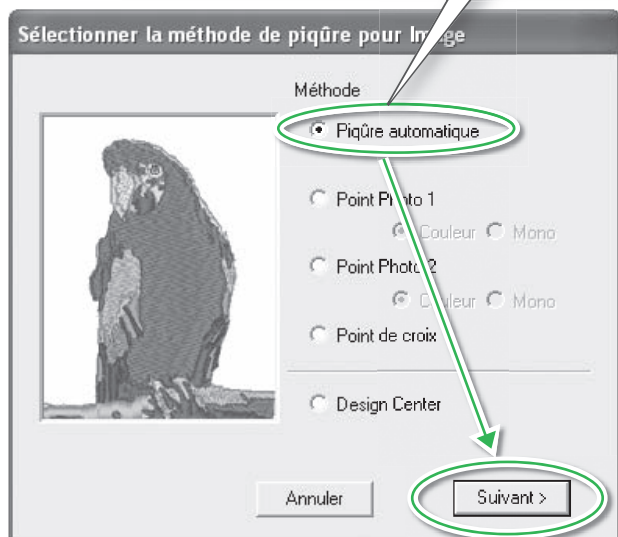 Sélectionner la méthode de piqûre pour Image
Méthode
Piqûre automatique
Point Photo 1
Couleur Mono
Point Photo 2
Couleur Mono
Point de croix
Design Center
Annuler Suivant >